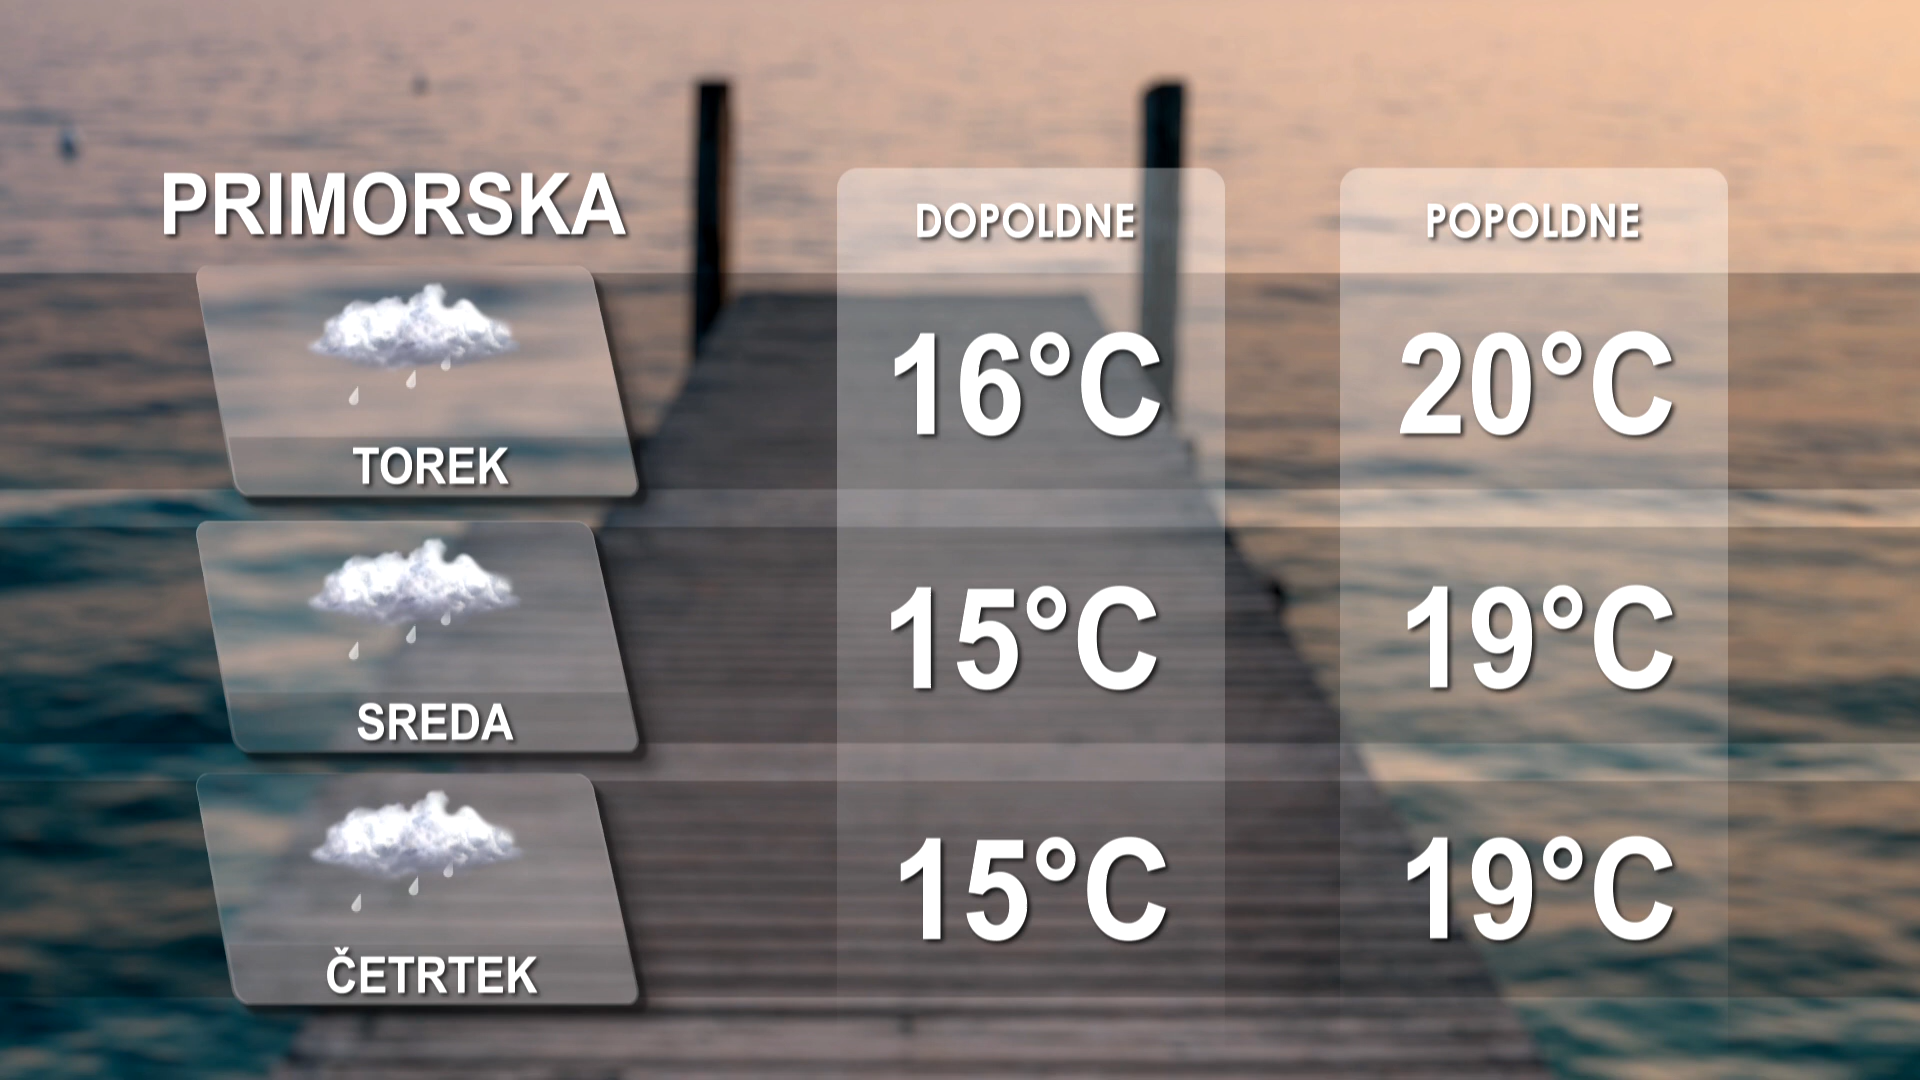 PRIMORSKA
DOPOLDNE POPOLDNE
TOREK 16°C 20°C
SREDA 15°C 19°C
ČETRTEK 15°C 19°C